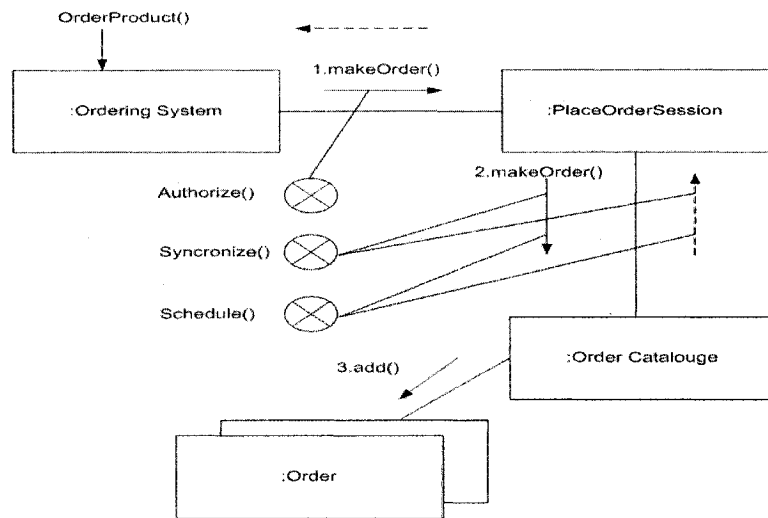 OrderProduct()
1.makeOrder()
:Ordering System
:PlaceOrderSession
Authorize()
2.makeOrder()
Syncronize()
Schedule()
3.add()
:Order Catalouge
:Order